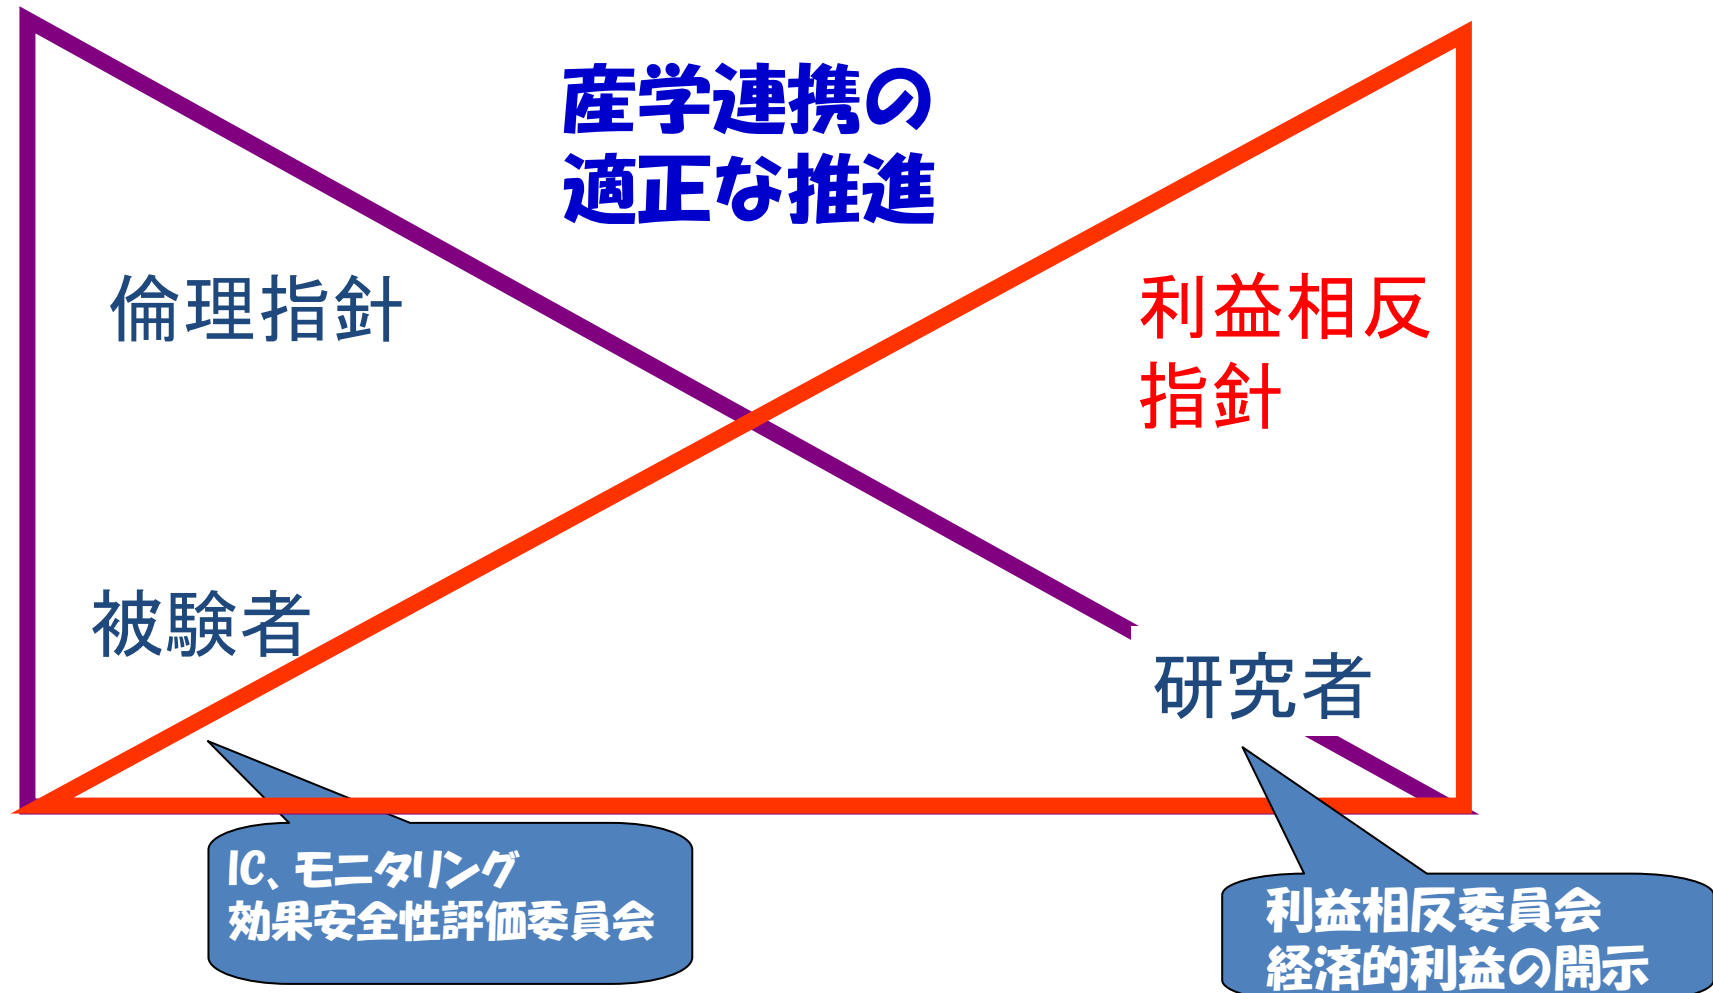 産学連携の
適正な推進
倫理指針
利益相反
指針
被験者
研究者
IC、モニタリング
効果安全性評価委員会
利益相反委員会
経済的利益の開示